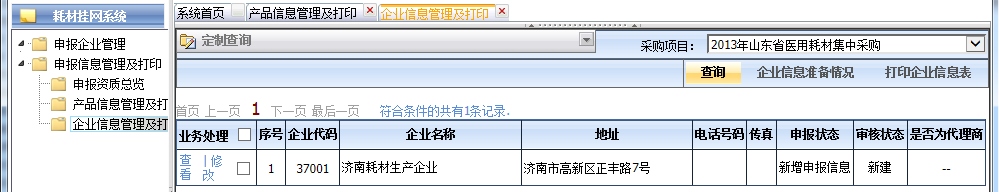 耗材挂网系统
申报企业管理
申报信息管理及打印
申报资质总览
产品信息管理及打
企业信息管理及打
系统首页 产品信息管理及打印 企业信息管理及打印
定制查询 采购项目: 2013年山东省医用耗材集中采购
查询 企业信息准备情况 打印企业信息表
首页 上一页 1 下一页 最后一页 符合条件的共有1条记录.
业务处理 序号 企业代码 企业名称 地址 电话号码 传真 申报状态 审核状态 是否为代理商
查看 | 修改 1 37001 济南耗材生产企业 济南市高新区正丰路7号 新增申报信息 新建 --